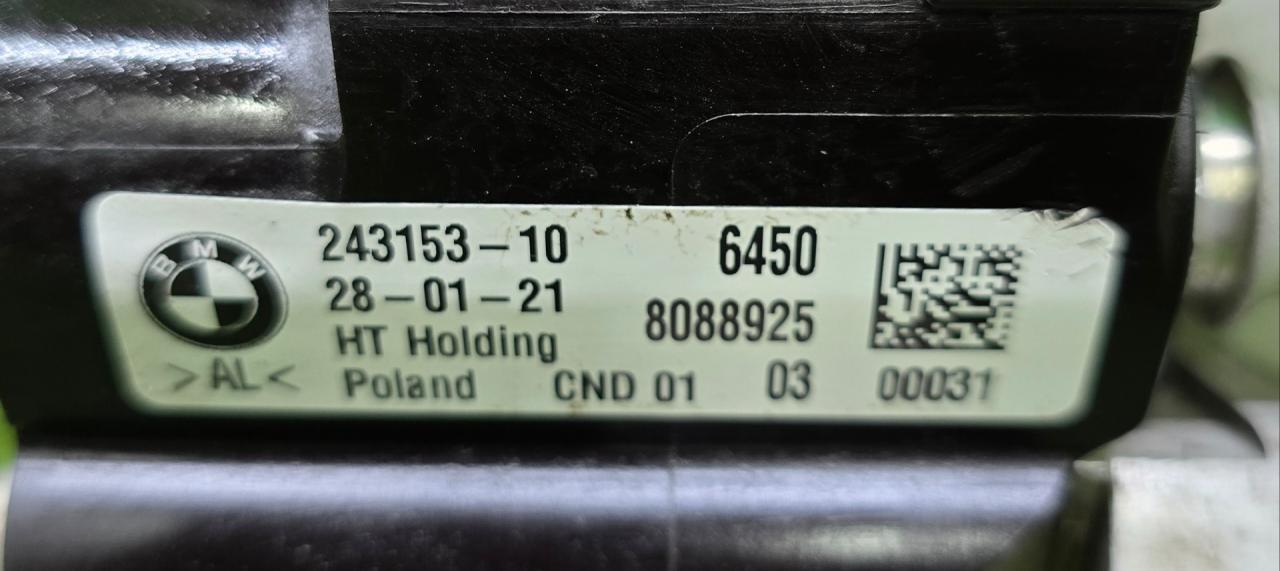 BMW
243153-10 6450
28-01-21 8088925
HT Holding
>AL< Poland CND 01 03 00031